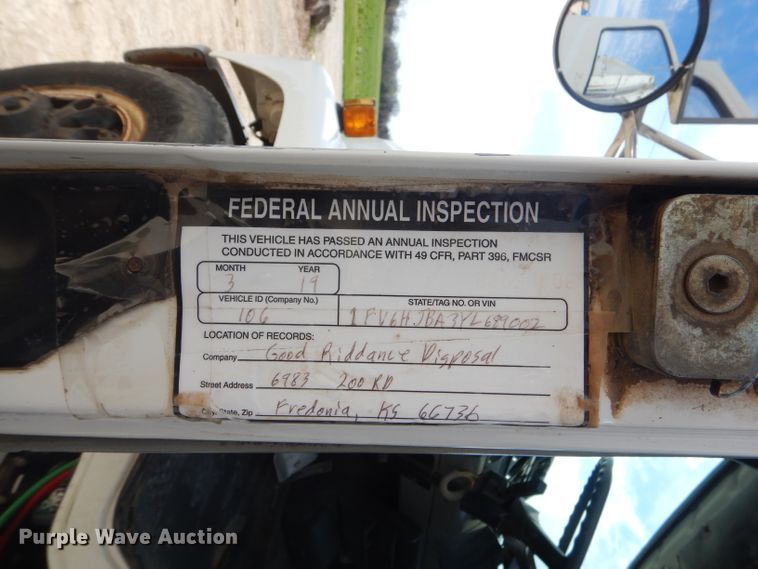 FEDERAL ANNUAL INSPECTION
THIS VEHICLE HAS PASSED AN ANNUAL INSPECTION
CONDUCTED IN ACCORDANCE WITH 49 CFR, PART 396, FMCSR
MONTH YEAR
3 19
VEHICLE ID (Company No.) STATE/TAG NO. OR VIN
106 1FV6HJBA3YL689002
LOCATION OF RECORDS:
Company Good Riddance Disposal
Street Address 6983 200 RD
City, State, Zip Fredonia, KS 66736
Purple Wave Auction